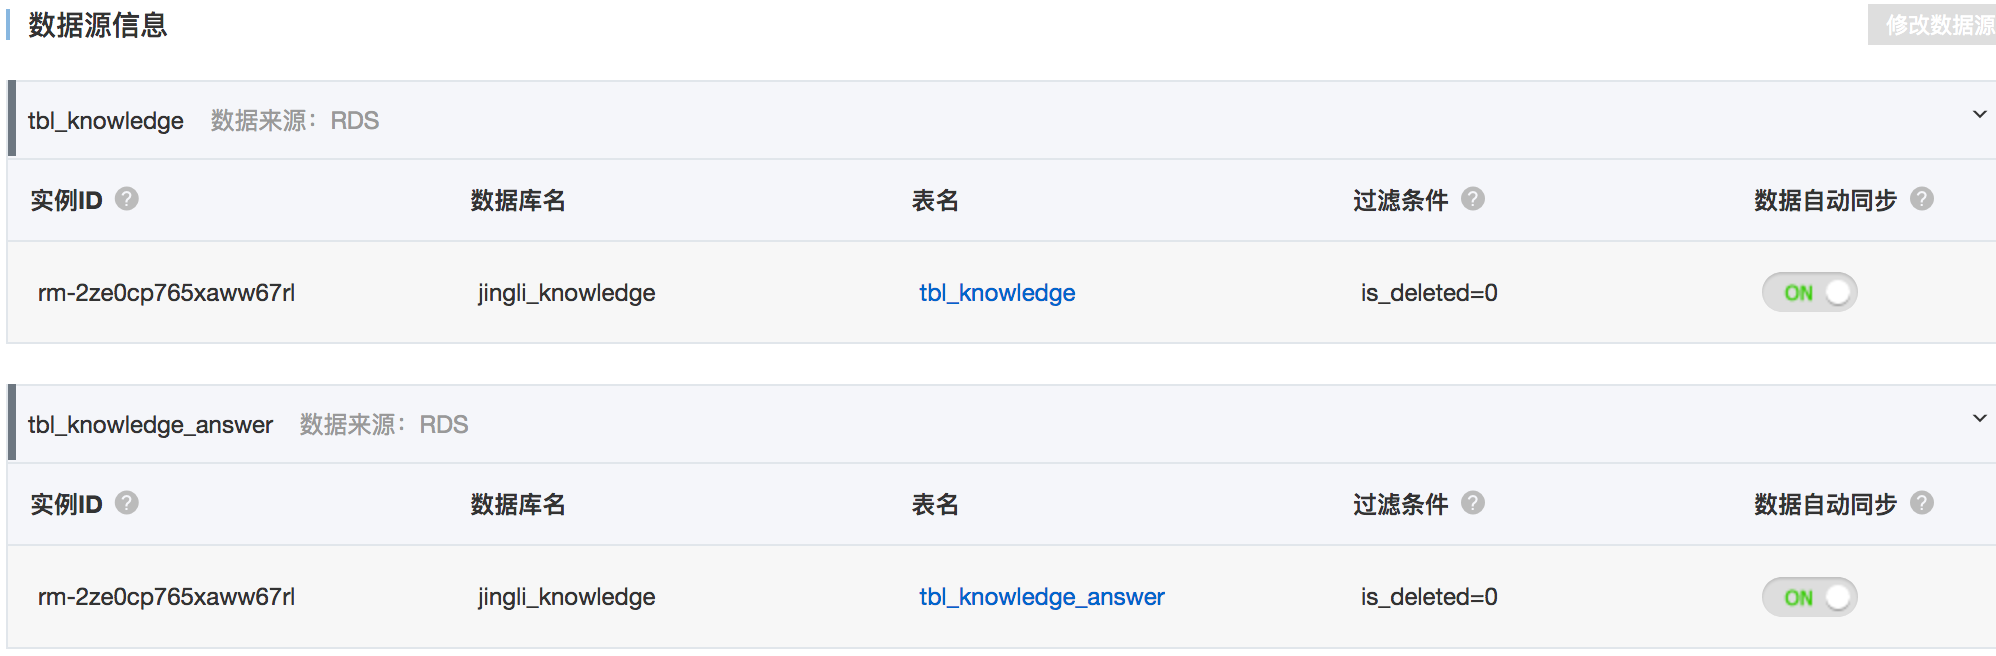 数据源信息
修改数据源
tbl_knowledge 数据来源：RDS
实例ID ? 数据库名 表名 过滤条件 ? 数据自动同步 ?
rm-2ze0cp765xaww67rl jingli_knowledge tbl_knowledge is_deleted=0 ON
tbl_knowledge_answer 数据来源：RDS
实例ID ? 数据库名 表名 过滤条件 ? 数据自动同步 ?
rm-2ze0cp765xaww67rl jingli_knowledge tbl_knowledge_answer is_deleted=0 ON